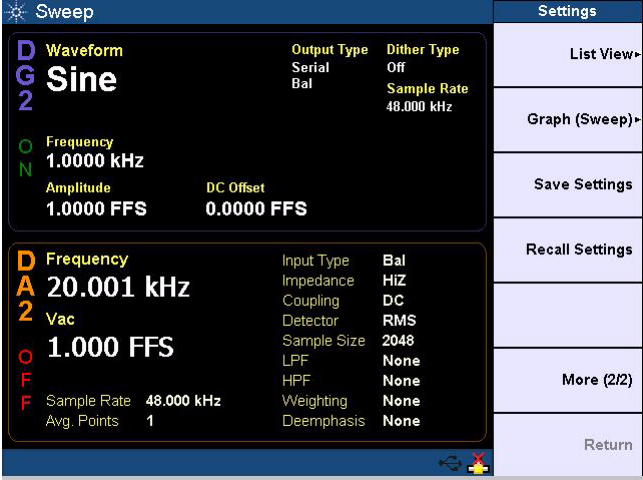 Sweep
Settings
DG2
ON
Waveform
Sine
Output Type
Serial
Bal
Dither Type
Off
Sample Rate
48.000 kHz
Frequency
1.0000 kHz
Amplitude
1.0000 FFS
DC Offset
0.0000 FFS
DA2
OFF
Frequency
20.001 kHz
Vac
1.000 FFS
Sample Rate 48.000 kHz
Avg. Points 1
Input Type Bal
Impedance HiZ
Coupling DC
Detector RMS
Sample Size 2048
LPF None
HPF None
Weighting None
Deemphasis None
List View
Graph (Sweep)
Save Settings
Recall Settings
More (2/2)
Return